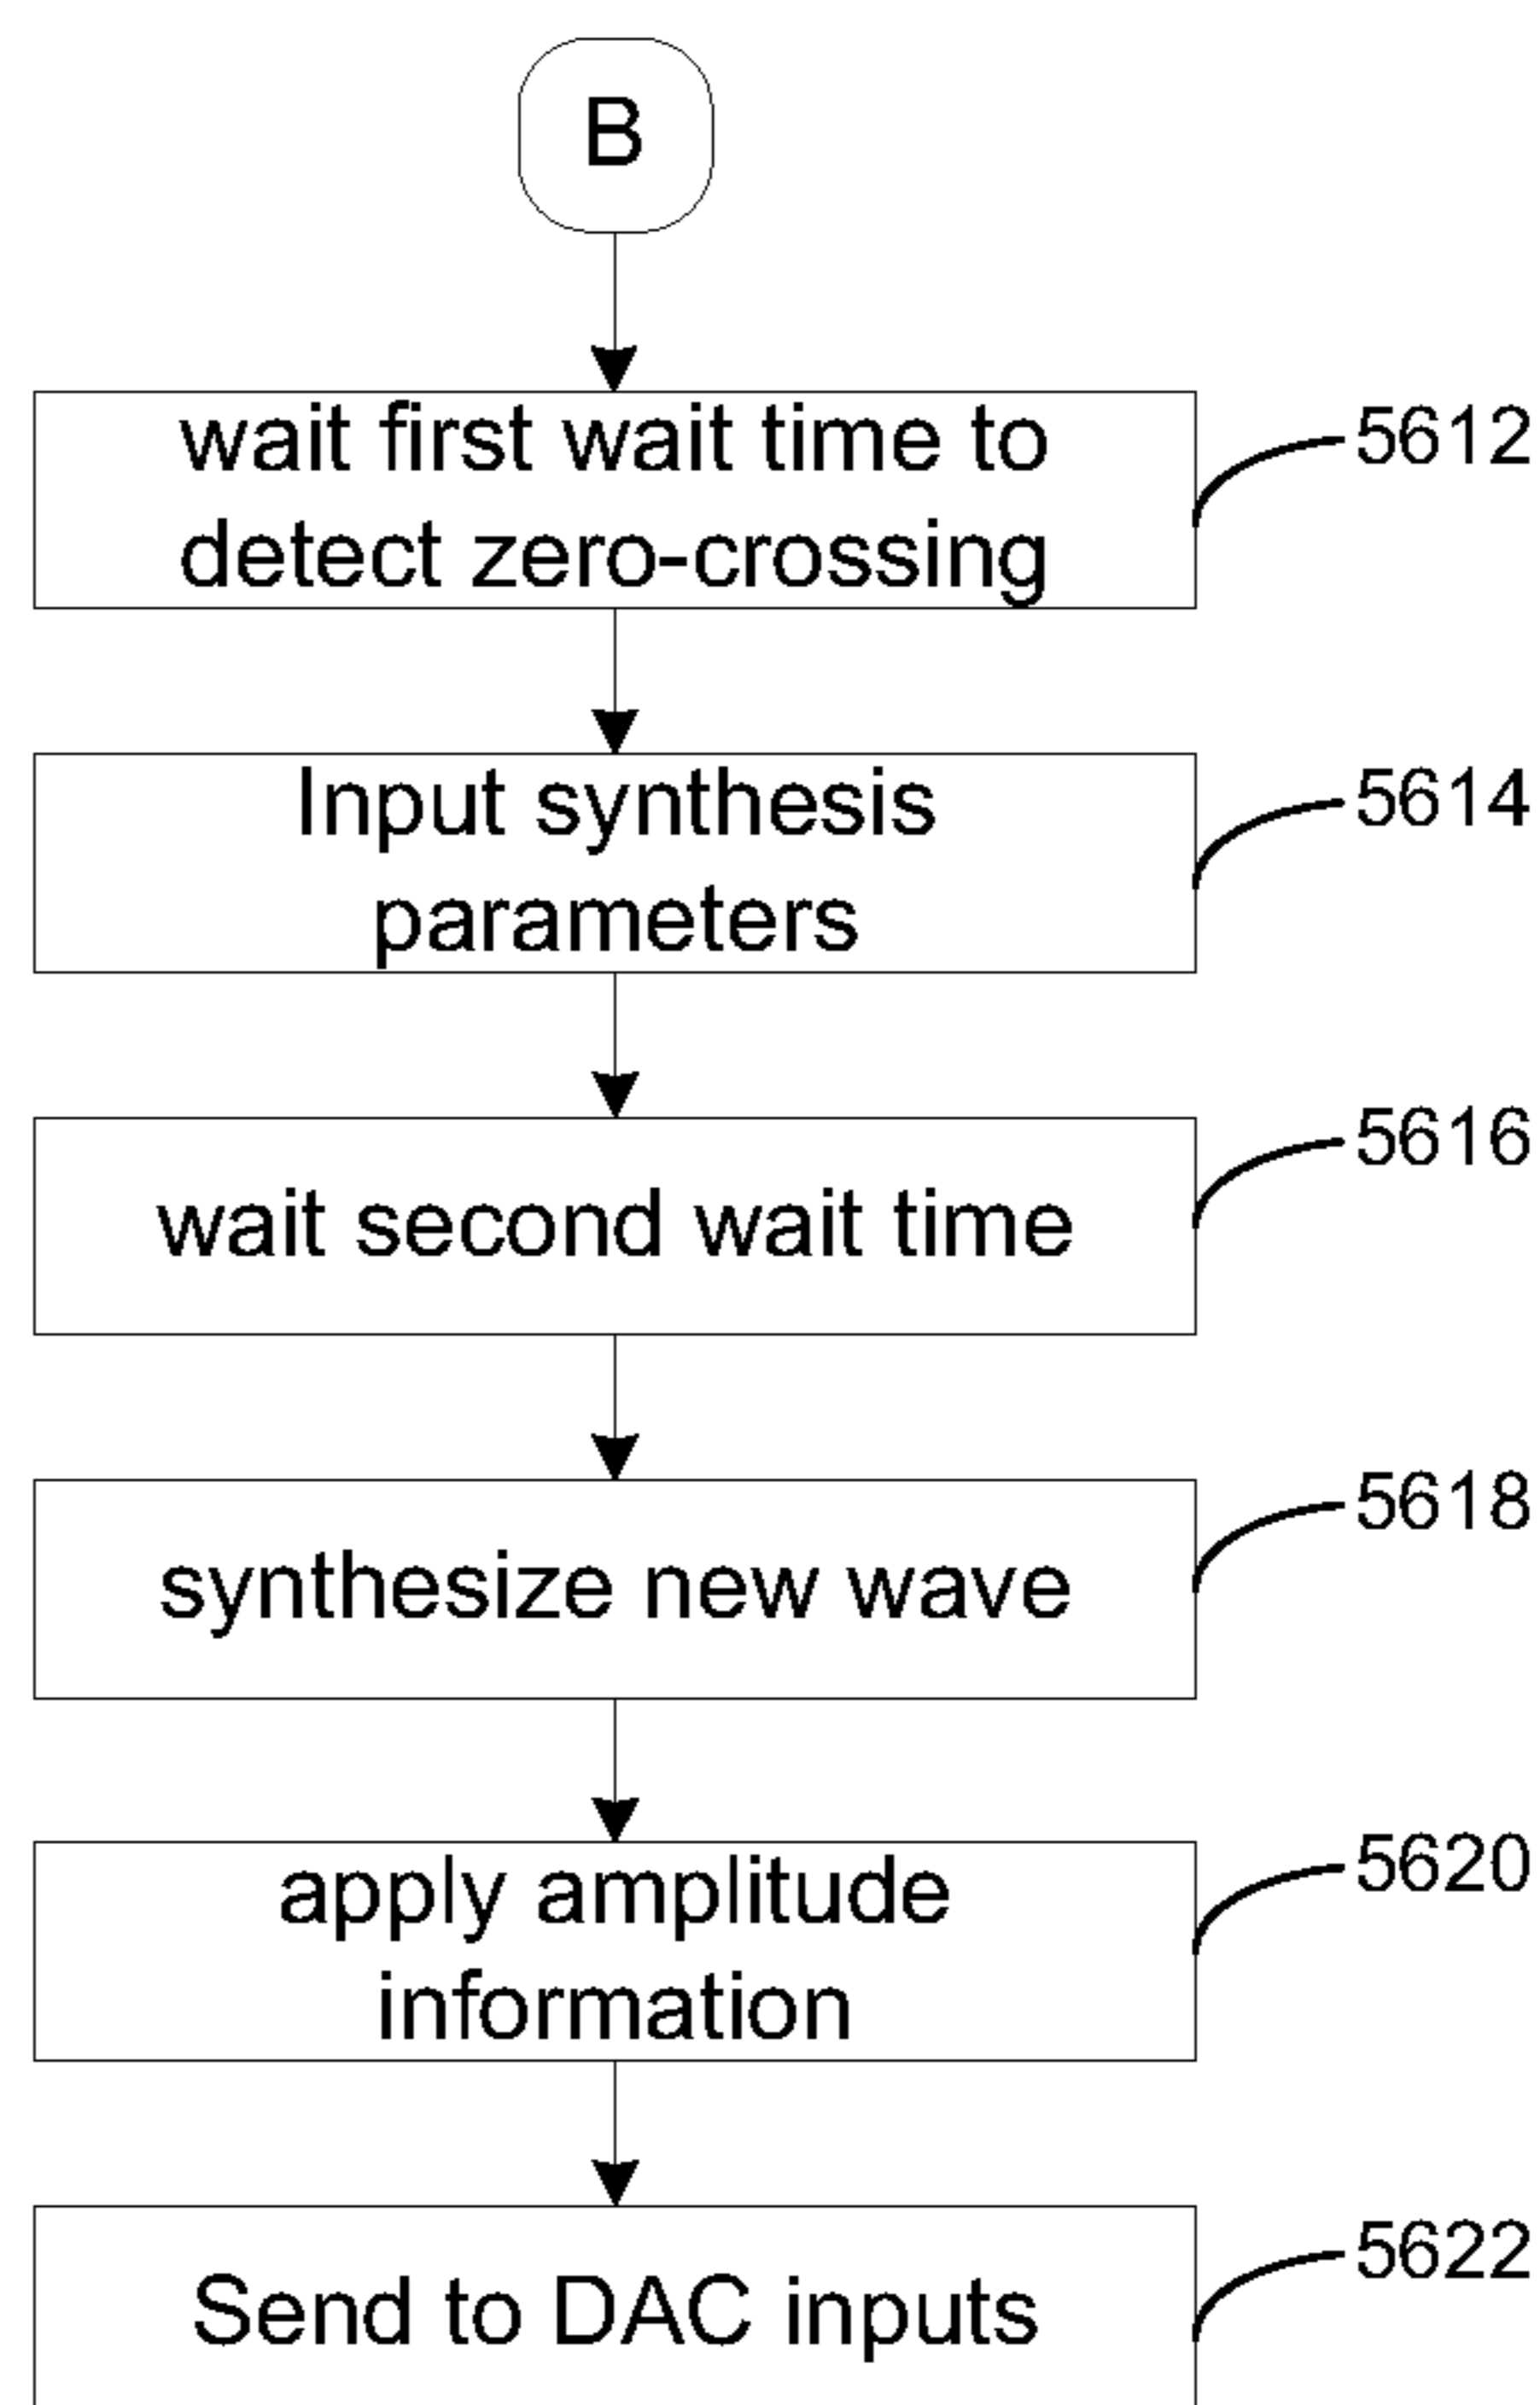 B
wait first wait time to
detect zero-crossing
5612
Input synthesis
parameters
5614
wait second wait time
5616
synthesize new wave
5618
apply amplitude
information
5620
Send to DAC inputs
5622